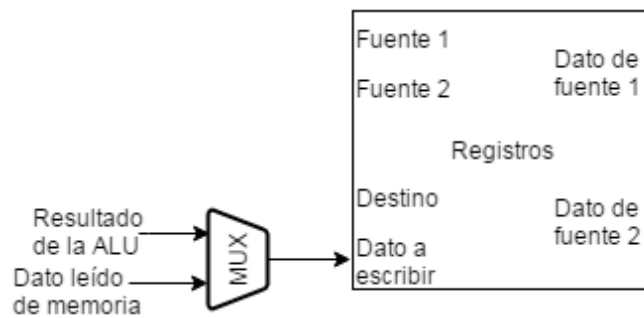 Fuente 1
Dato de
fuente 1
Fuente 2
Registros
Destino
Dato de
fuente 2
Dato a
escribir
Resultado
de la ALU
MUX
Dato leído
de memoria